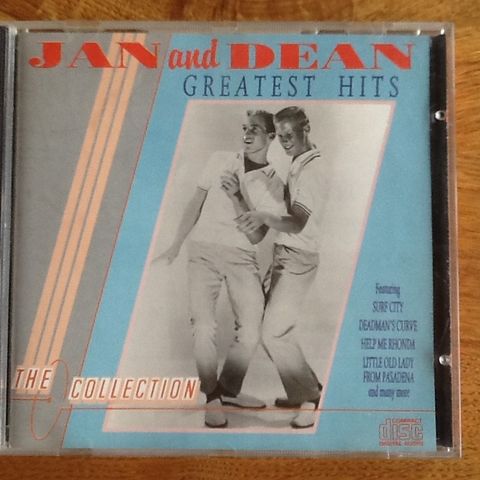 JAN and DEAN
GREATEST HITS
Featuring
SURF CITY
DEADMAN'S CURVE
HELP ME RHONDA
LITTLE OLD LADY
FROM PASADENA
and many more
THE COLLECTION
COMPACT
disc
DIGITAL AUDIO